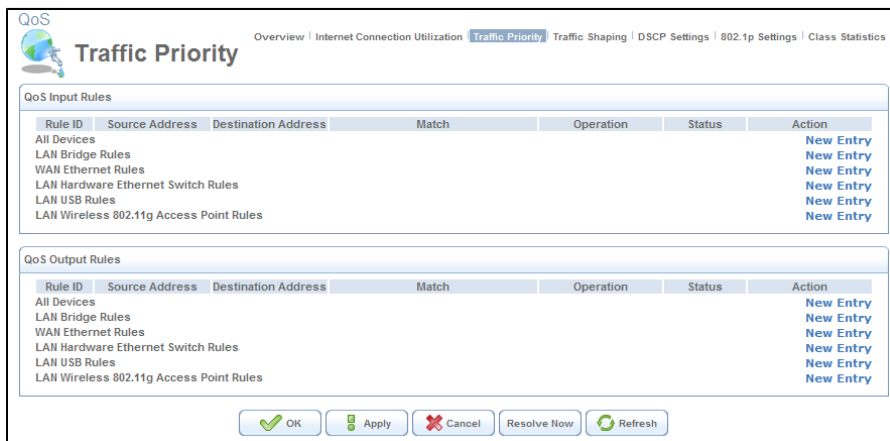 QoS
Traffic Priority
Overview | Internet Connection Utilization | Traffic Priority | Traffic Shaping | DSCP Settings | 802.1p Settings | Class Statistics
QoS Input Rules
Rule ID Source Address Destination Address Match Operation Status Action
All Devices New Entry
LAN Bridge Rules New Entry
WAN Ethernet Rules New Entry
LAN Hardware Ethernet Switch Rules New Entry
LAN USB Rules New Entry
LAN Wireless 802.11g Access Point Rules New Entry
QoS Output Rules
Rule ID Source Address Destination Address Match Operation Status Action
All Devices New Entry
LAN Bridge Rules New Entry
WAN Ethernet Rules New Entry
LAN Hardware Ethernet Switch Rules New Entry
LAN USB Rules New Entry
LAN Wireless 802.11g Access Point Rules New Entry
OK Apply Cancel Resolve Now Refresh